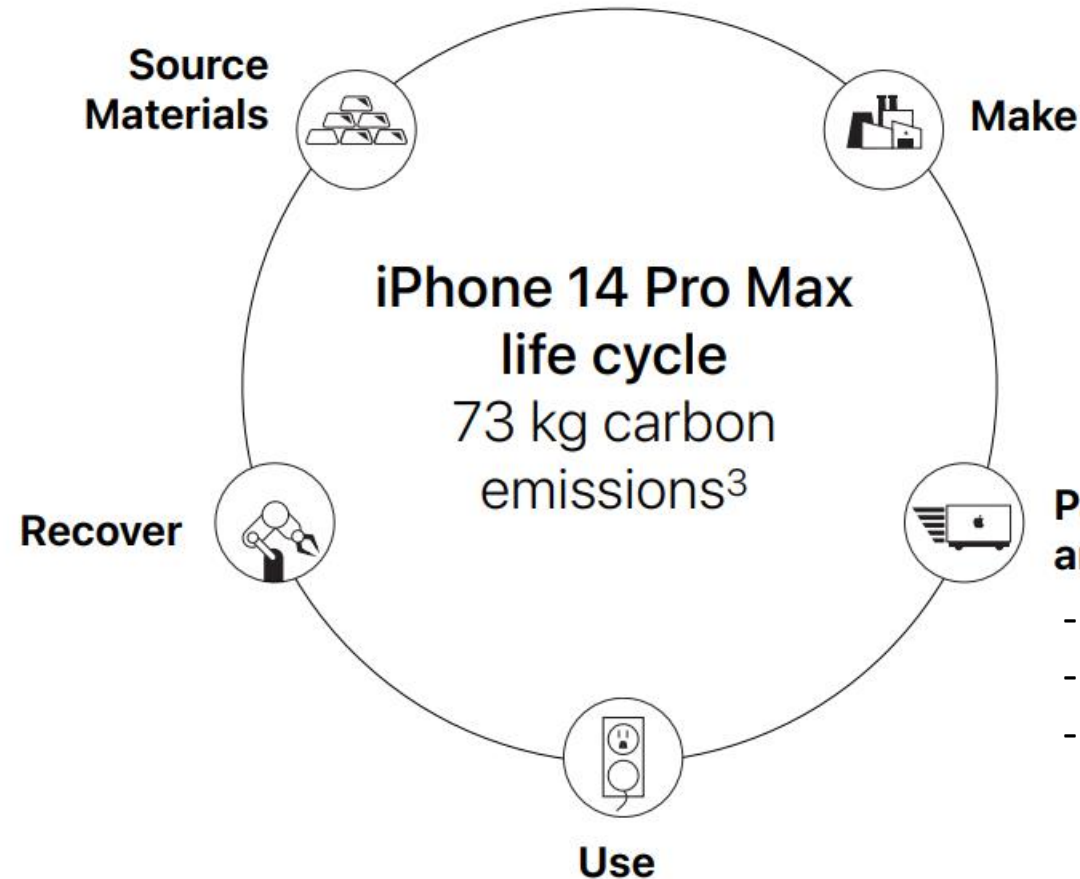 Source
Materials
Make
iPhone 14 Pro Max
life cycle
73 kg carbon
emissions³
Recover
P
a
-
-
-
Use